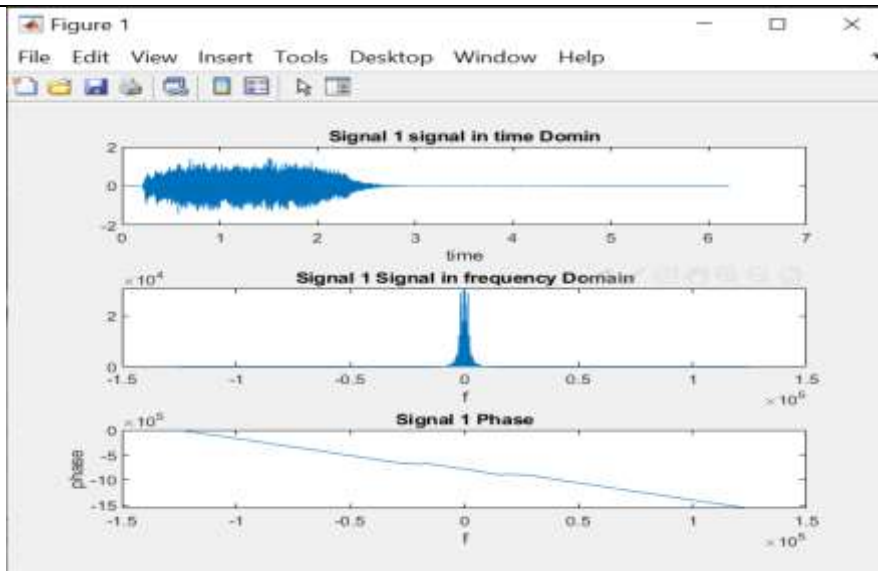 Figure 1
File Edit View Insert Tools Desktop Window Help
Signal 1 signal in time Domin
2
0
-2
0 1 2 3 4 5 6 7
time
×10⁴ Signal 1 Signal in frequency Domain
2
0
-1.5 -1 -0.5 0 0.5 1 1.5
f
×10⁵
×10⁵ Signal 1 Phase
0
-5
-10
-15
phase
-1.5 -1 -0.5 0 0.5 1 1.5
f
×10⁵